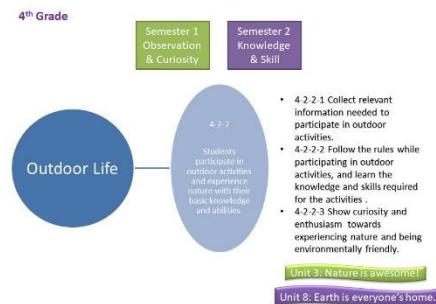 4th Grade
Semester 1
Observation
& Curiosity
Semester 2
Knowledge
& Skill
Outdoor Life
4-2-2
Students
participate in
outdoor activities
and experience
nature with their
basic knowledge
and abilities.
• 4-2-2-1 Collect relevant
information needed to
participate in outdoor
activities.
• 4-2-2-2 Follow the rules while
participating in outdoor
activities, and learn the
knowledge and skills required
for the activities .
• 4-2-2-3 Show curiosity and
enthusiasm towards
experiencing nature and being
environmentally friendly.
Unit 3: Nature is awesome!
Unit 8: Earth is everyone's home.